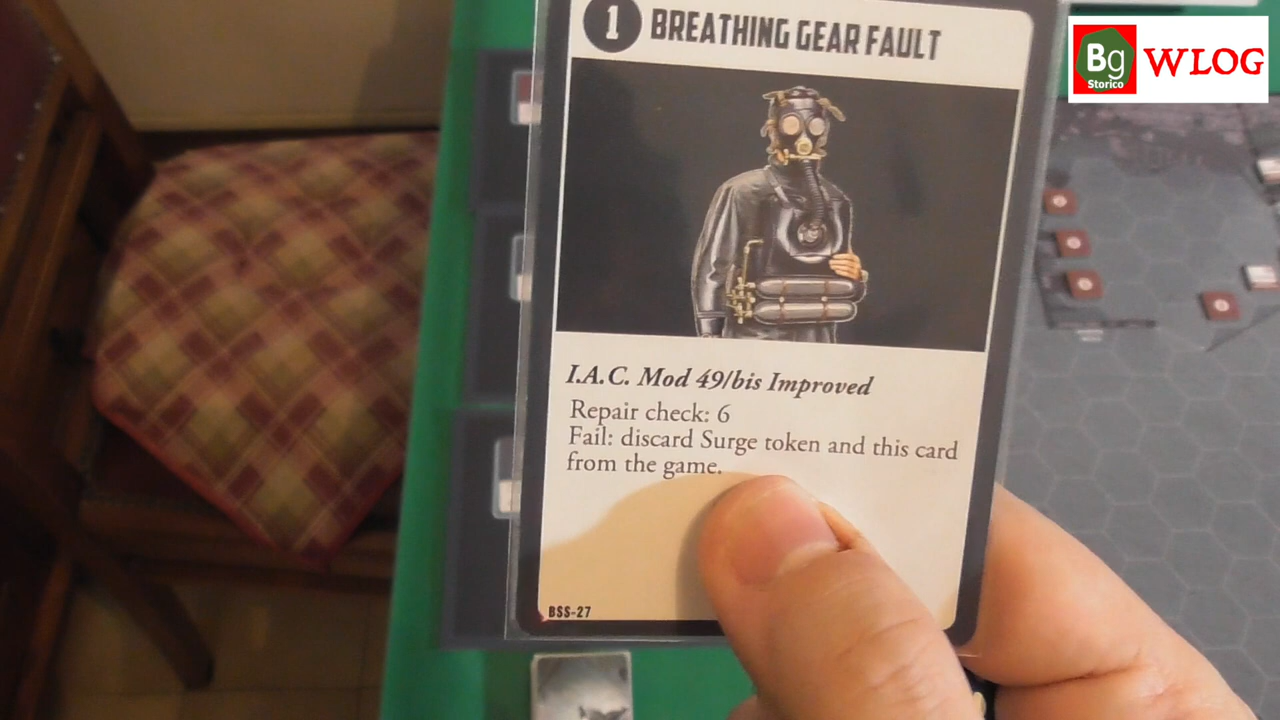 1 BREATHING GEAR FAULT
Bg
Storico
WLOG
I.A.C. Mod 49/bis Improved
Repair check: 6
Fail: discard Surge token and this card
from the game.
BSS-27